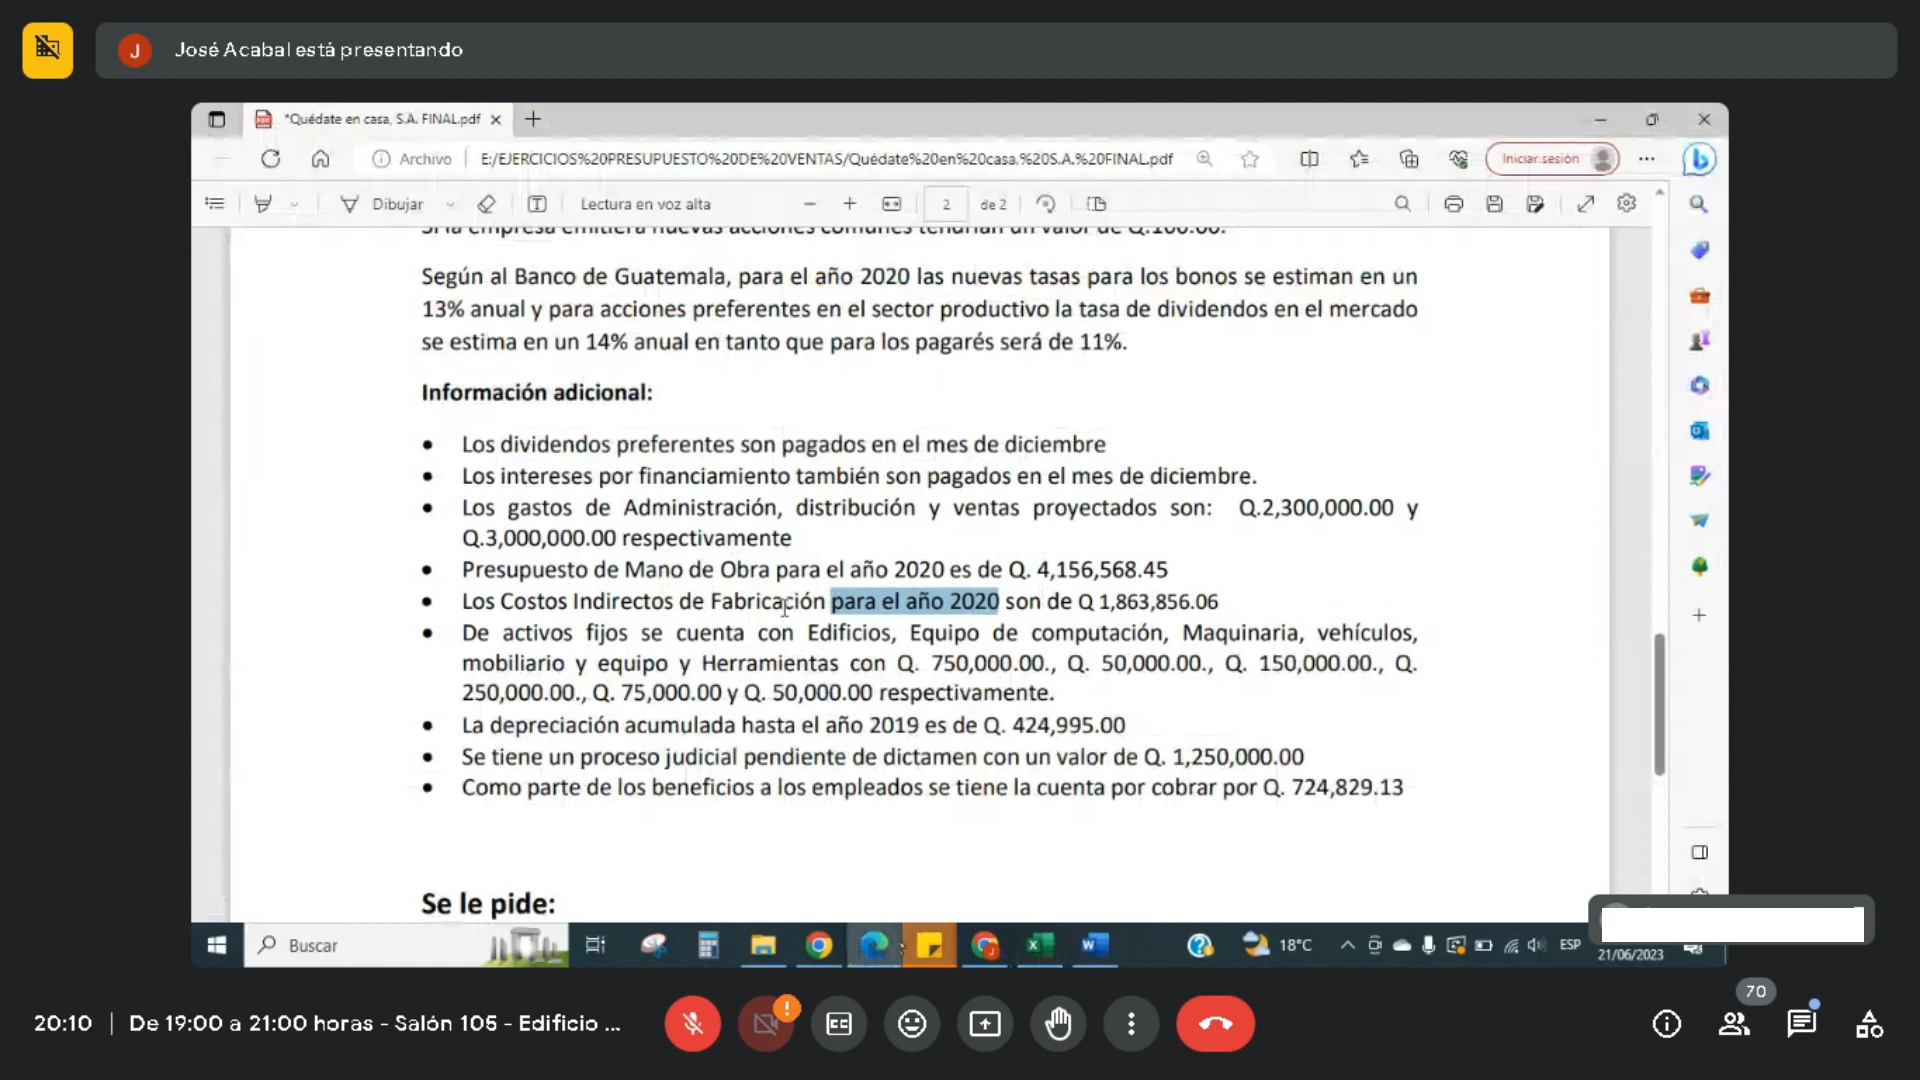 José Acabal está presentando
*Quédate en casa, S.A. FINAL.pdf
Archivo
E:/EJERCICIOS%20PRESUPUESTO%20DE%20VENTAS/Quédate%20en%20casa,%20S.A.%20FINAL.pdf
Iniciar sesión
Dibujar
Lectura en voz alta
2 de 2
Si la empresa emitiera nuevas acciones comunes tendrían un valor de Q.100.00.
Según al Banco de Guatemala, para el año 2020 las nuevas tasas para los bonos se estiman en un
13% anual y para acciones preferentes en el sector productivo la tasa de dividendos en el mercado
se estima en un 14% anual en tanto que para los pagarés será de 11%.
Información adicional:
• Los dividendos preferentes son pagados en el mes de diciembre
• Los intereses por financiamiento también son pagados en el mes de diciembre.
• Los gastos de Administración, distribución y ventas proyectados son: Q.2,300,000.00 y
Q.3,000,000.00 respectivamente
• Presupuesto de Mano de Obra para el año 2020 es de Q. 4,156,568.45
• Los Costos Indirectos de Fabricación para el año 2020 son de Q 1,863,856.06
• De activos fijos se cuenta con Edificios, Equipo de computación, Maquinaria, vehículos,
mobiliario y equipo y Herramientas con Q. 750,000.00., Q. 50,000.00., Q. 150,000.00., Q.
250,000.00., Q. 75,000.00 y Q. 50,000.00 respectivamente.
• La depreciación acumulada hasta el año 2019 es de Q. 424,995.00
• Se tiene un proceso judicial pendiente de dictamen con un valor de Q. 1,250,000.00
• Como parte de los beneficios a los empleados se tiene la cuenta por cobrar por Q. 724,829.13
Se le pide:
Buscar
18°C
ESP
21/06/2023
70
20:10 | De 19:00 a 21:00 horas - Salón 105 - Edificio ...